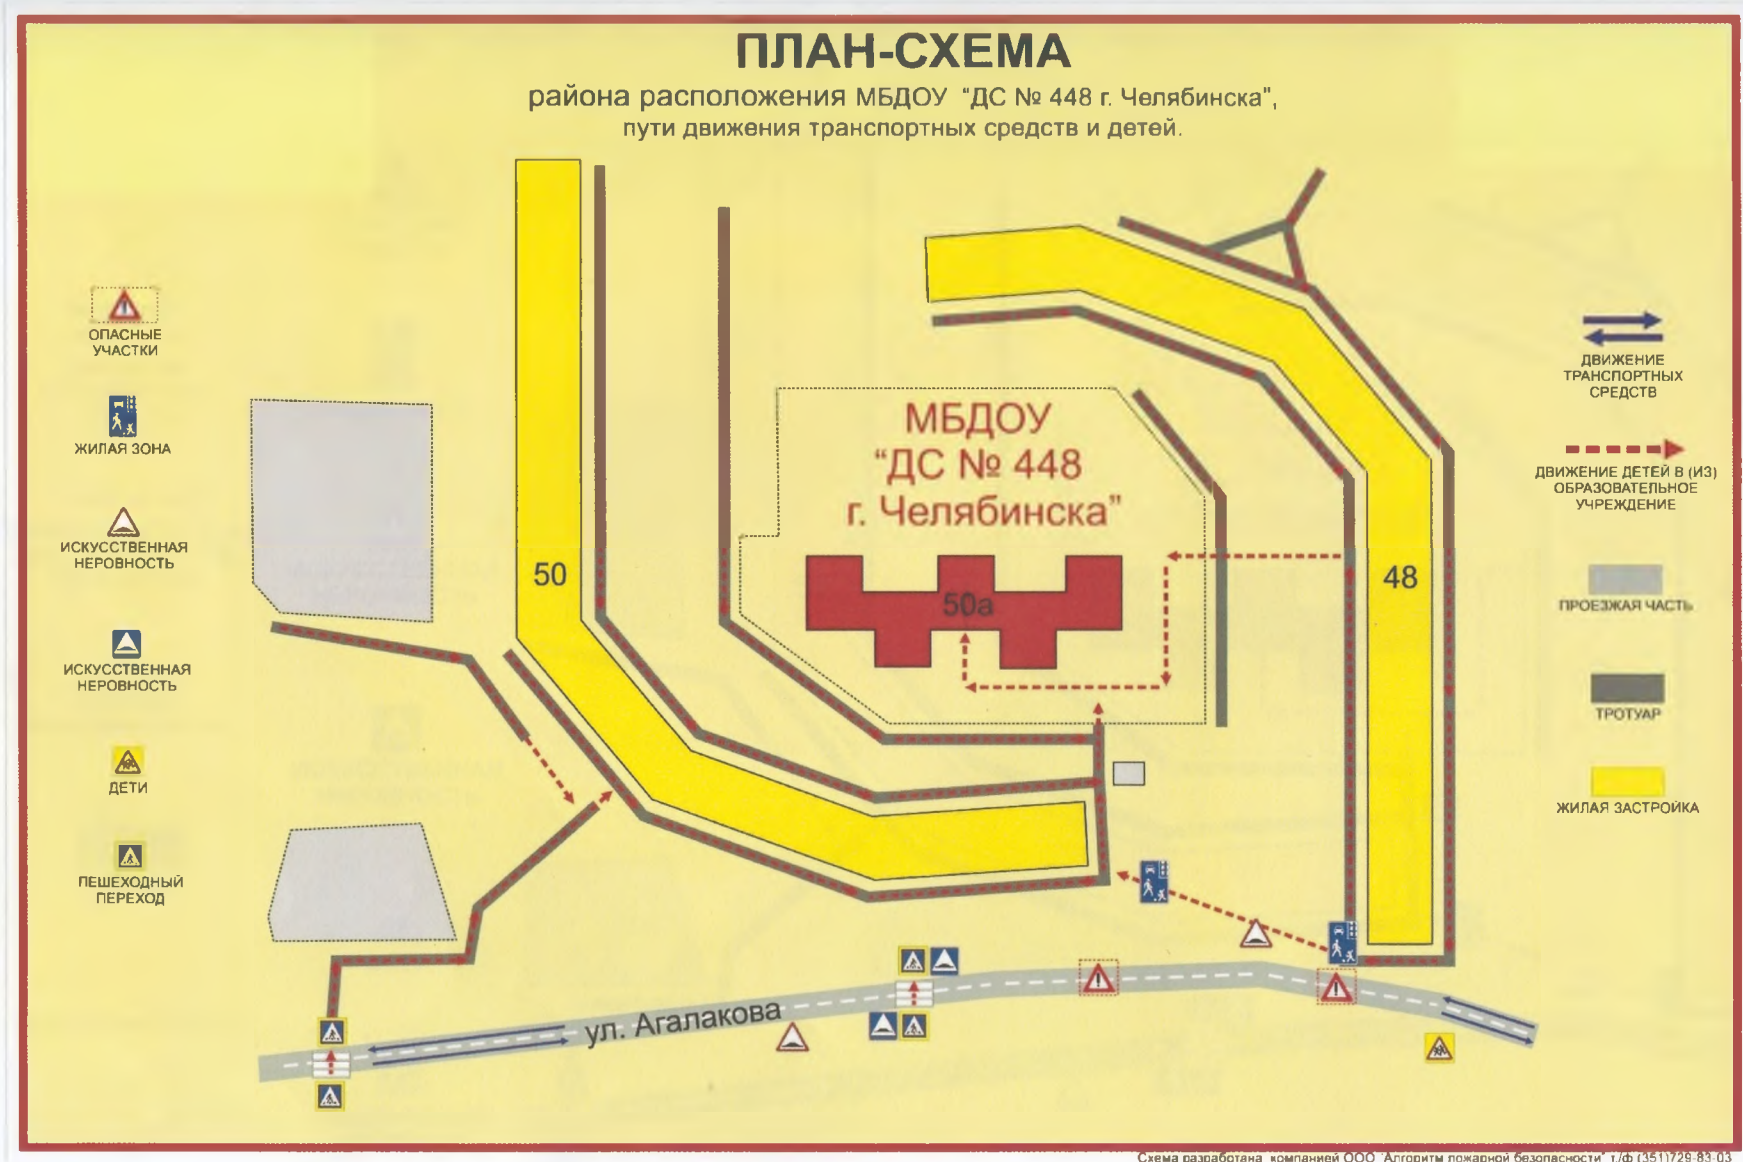 ПЛАН-СХЕМА
района расположения МБДОУ "ДС № 448 г. Челябинска",
пути движения транспортных средств и детей.
ОПАСНЫЕ
УЧАСТКИ
ЖИЛАЯ ЗОНА
ИСКУССТВЕННАЯ
НЕРОВНОСТЬ
ИСКУССТВЕННАЯ
НЕРОВНОСТЬ
ДЕТИ
ПЕШЕХОДНЫЙ
ПЕРЕХОД
МБДОУ
"ДС № 448
г. Челябинска"
50
50а
48
ул. Агалакова
ДВИЖЕНИЕ
ТРАНСПОРТНЫХ
СРЕДСТВ
ДВИЖЕНИЕ ДЕТЕЙ В (ИЗ)
ОБРАЗОВАТЕЛЬНОЕ
УЧРЕЖДЕНИЕ
ПРОЕЗЖАЯ ЧАСТЬ
ТРОТУАР
ЖИЛАЯ ЗАСТРОЙКА
Схема разработана компанией ООО "Алгоритм пожарной безопасности" т./ф.(351)729-83-03